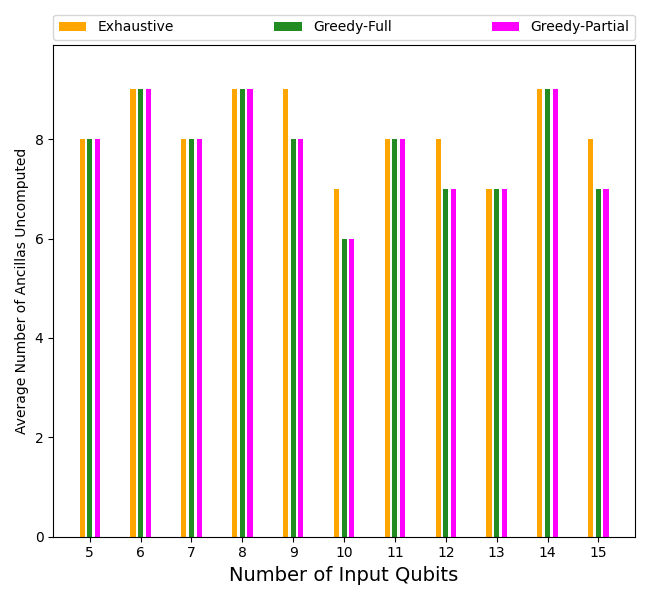 Exhaustive Greedy-Full Greedy-Partial
Average Number of Ancillas Uncomputed
8
6
4
2
0
5 6 7 8 9 10 11 12 13 14 15
Number of Input Qubits